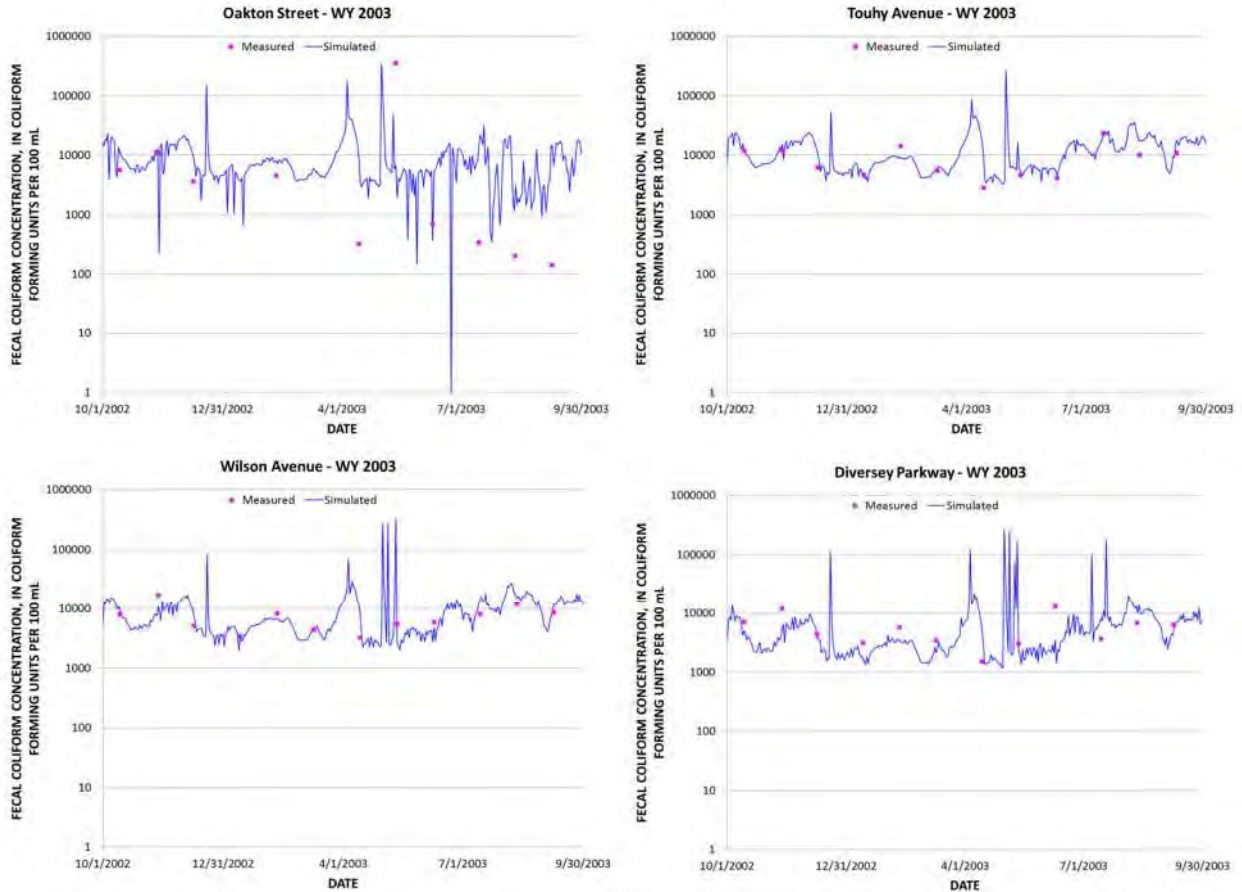 Oakton Street - WY 2003
FECAL COLIFORM CONCENTRATION, IN COLIFORM
FORMING UNITS PER 100 mL
1000000
100000
10000
1000
100
10
1
Measured
Simulated
10/1/2002
12/31/2002
4/1/2003
7/1/2003
9/30/2003
DATE
Touhy Avenue - WY 2003
FECAL COLIFORM CONCENTRATION, IN COLIFORM
FORMING UNITS PER 100 mL
1000000
100000
10000
1000
100
10
1
Measured
Simulated
10/1/2002
12/31/2002
4/1/2003
7/1/2003
9/30/2003
DATE
Wilson Avenue - WY 2003
FECAL COLIFORM CONCENTRATION, IN COLIFORM
FORMING UNITS PER 100 mL
1000000
100000
10000
1000
100
10
1
Measured
Simulated
10/1/2002
12/31/2002
4/1/2003
7/1/2003
9/30/2003
DATE
Diversey Parkway - WY 2003
FECAL COLIFORM CONCENTRATION, IN COLIFORM
FORMING UNITS PER 100 mL
1000000
100000
10000
1000
100
10
1
Measured
Simulated
10/1/2002
12/31/2002
4/1/2003
7/1/2003
9/30/2003
DATE